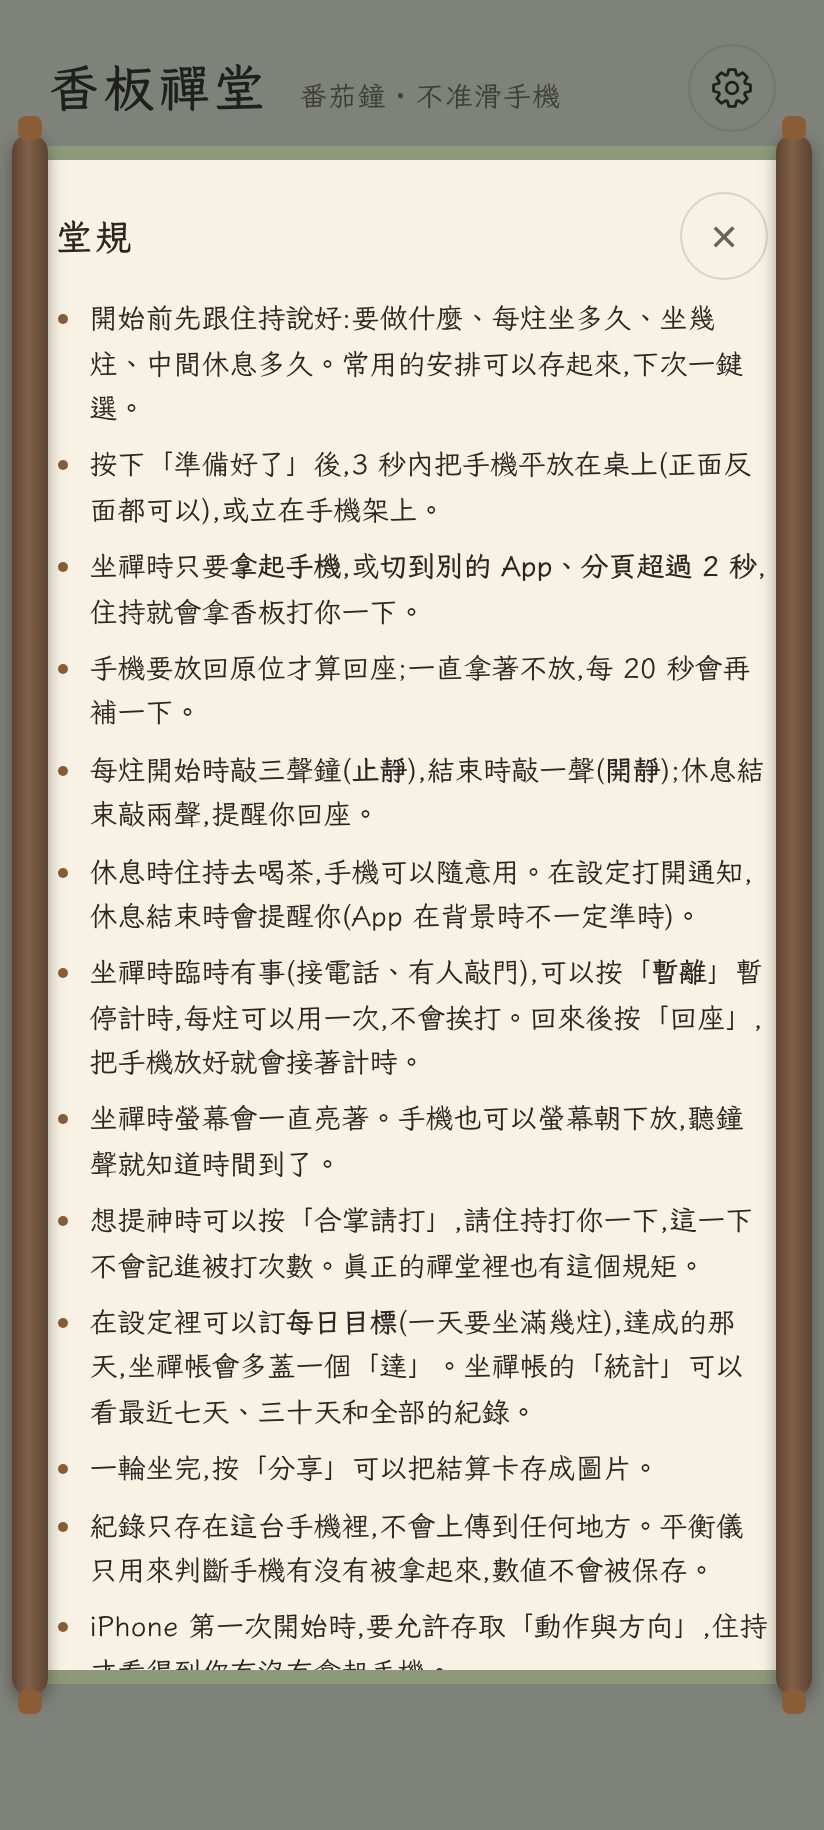 香板禪堂 番茄鐘・不准滑手機
堂規
開始前先跟住持說好:要做什麼、每炷坐多久、坐幾
炷、中間休息多久。常用的安排可以存起來,下次一鍵
選。
按下「準備好了」後,3 秒內把手機平放在桌上(正面反
面都可以),或立在手機架上。
坐禪時只要拿起手機,或切到別的 App、分頁超過 2 秒,
住持就會拿香板打你一下。
手機要放回原位才算回座;一直拿著不放,每 20 秒會再
補一下。
每炷開始時敲三聲鐘(止靜),結束時敲一聲(開靜);休息結
束敲兩聲,提醒你回座。
休息時住持去喝茶,手機可以隨意用。在設定打開通知,
休息結束時會提醒你(App 在背景時不一定準時)。
坐禪時臨時有事(接電話、有人敲門),可以按「暫離」暫
停計時,每炷可以用一次,不會挨打。回來後按「回座」,
把手機放好就會接著計時。
坐禪時螢幕會一直亮著。手機也可以螢幕朝下放,聽鐘
聲就知道時間到了。
想提神時可以按「合掌請打」,請住持打你一下,這一下
不會記進被打次數。真正的禪堂裡也有這個規矩。
在設定裡可以訂每日目標(一天要坐滿幾炷),達成的那
天,坐禪帳會多蓋一個「達」。坐禪帳的「統計」可以
看最近七天、三十天和全部的紀錄。
一輪坐完,按「分享」可以把結算卡存成圖片。
紀錄只存在這台手機裡,不會上傳到任何地方。平衡儀
只用來判斷手機有沒有被拿起來,數值不會被保存。
iPhone 第一次開始時,要允許存取「動作與方向」,住持
才看得到你有沒有拿起手機。